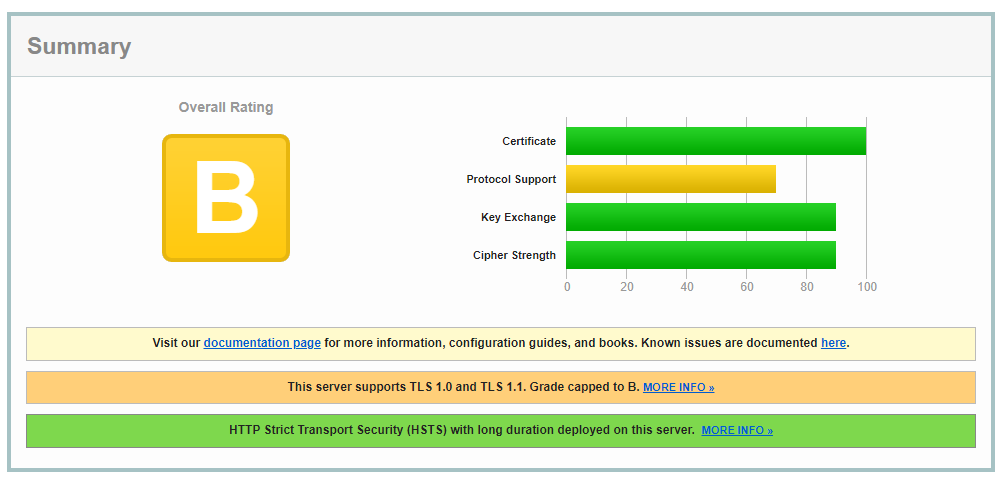 Summary
Overall Rating
B
Certificate
Protocol Support
Key Exchange
Cipher Strength
0 20 40 60 80 100
Visit our documentation page for more information, configuration guides, and books. Known issues are documented here.
This server supports TLS 1.0 and TLS 1.1. Grade capped to B. MORE INFO »
HTTP Strict Transport Security (HSTS) with long duration deployed on this server. MORE INFO »